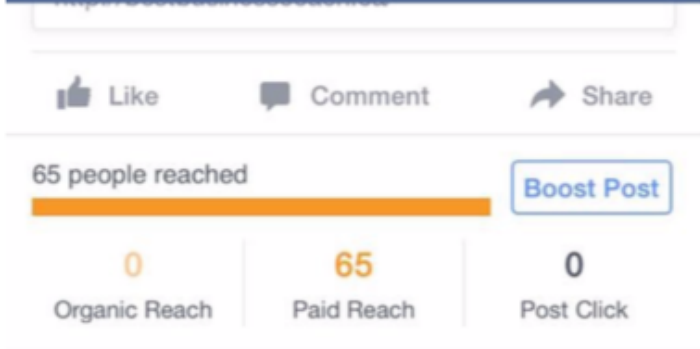 Like Comment Share
65 people reached
Boost Post
0 65 0
Organic Reach Paid Reach Post Click